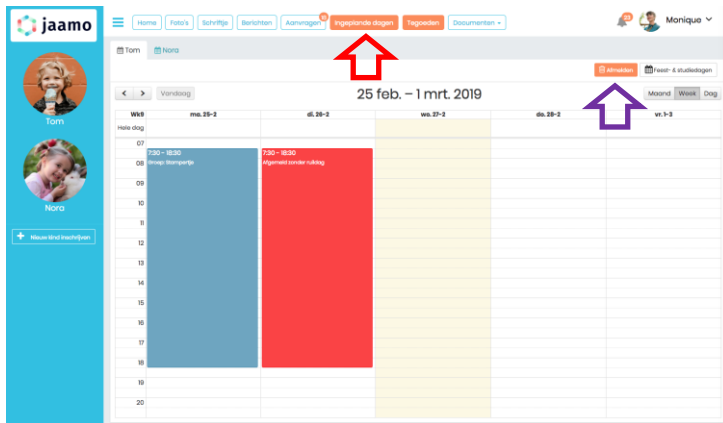 jaamo
Home Foto's Schriftje Berichten Aanvragen Ingeplande dagen Tegoeden Documenten
Monique
Tom Nora
Afmelden Feest- & studiedagen
Vandaag 25 feb. – 1 mrt. 2019 Maand Week Dag
Wk9 ma. 25-2 di. 26-2 wo. 27-2 do. 28-2 vr. 1-3
Hele dag
07
7:30 - 18:30 7:30 - 18:30
08 Groep: Stampertje Afgemeld zonder ruildag
09
10
11
12
13
14
15
16
17
18
19
20
Tom
Nora
Nieuw kind inschrijven